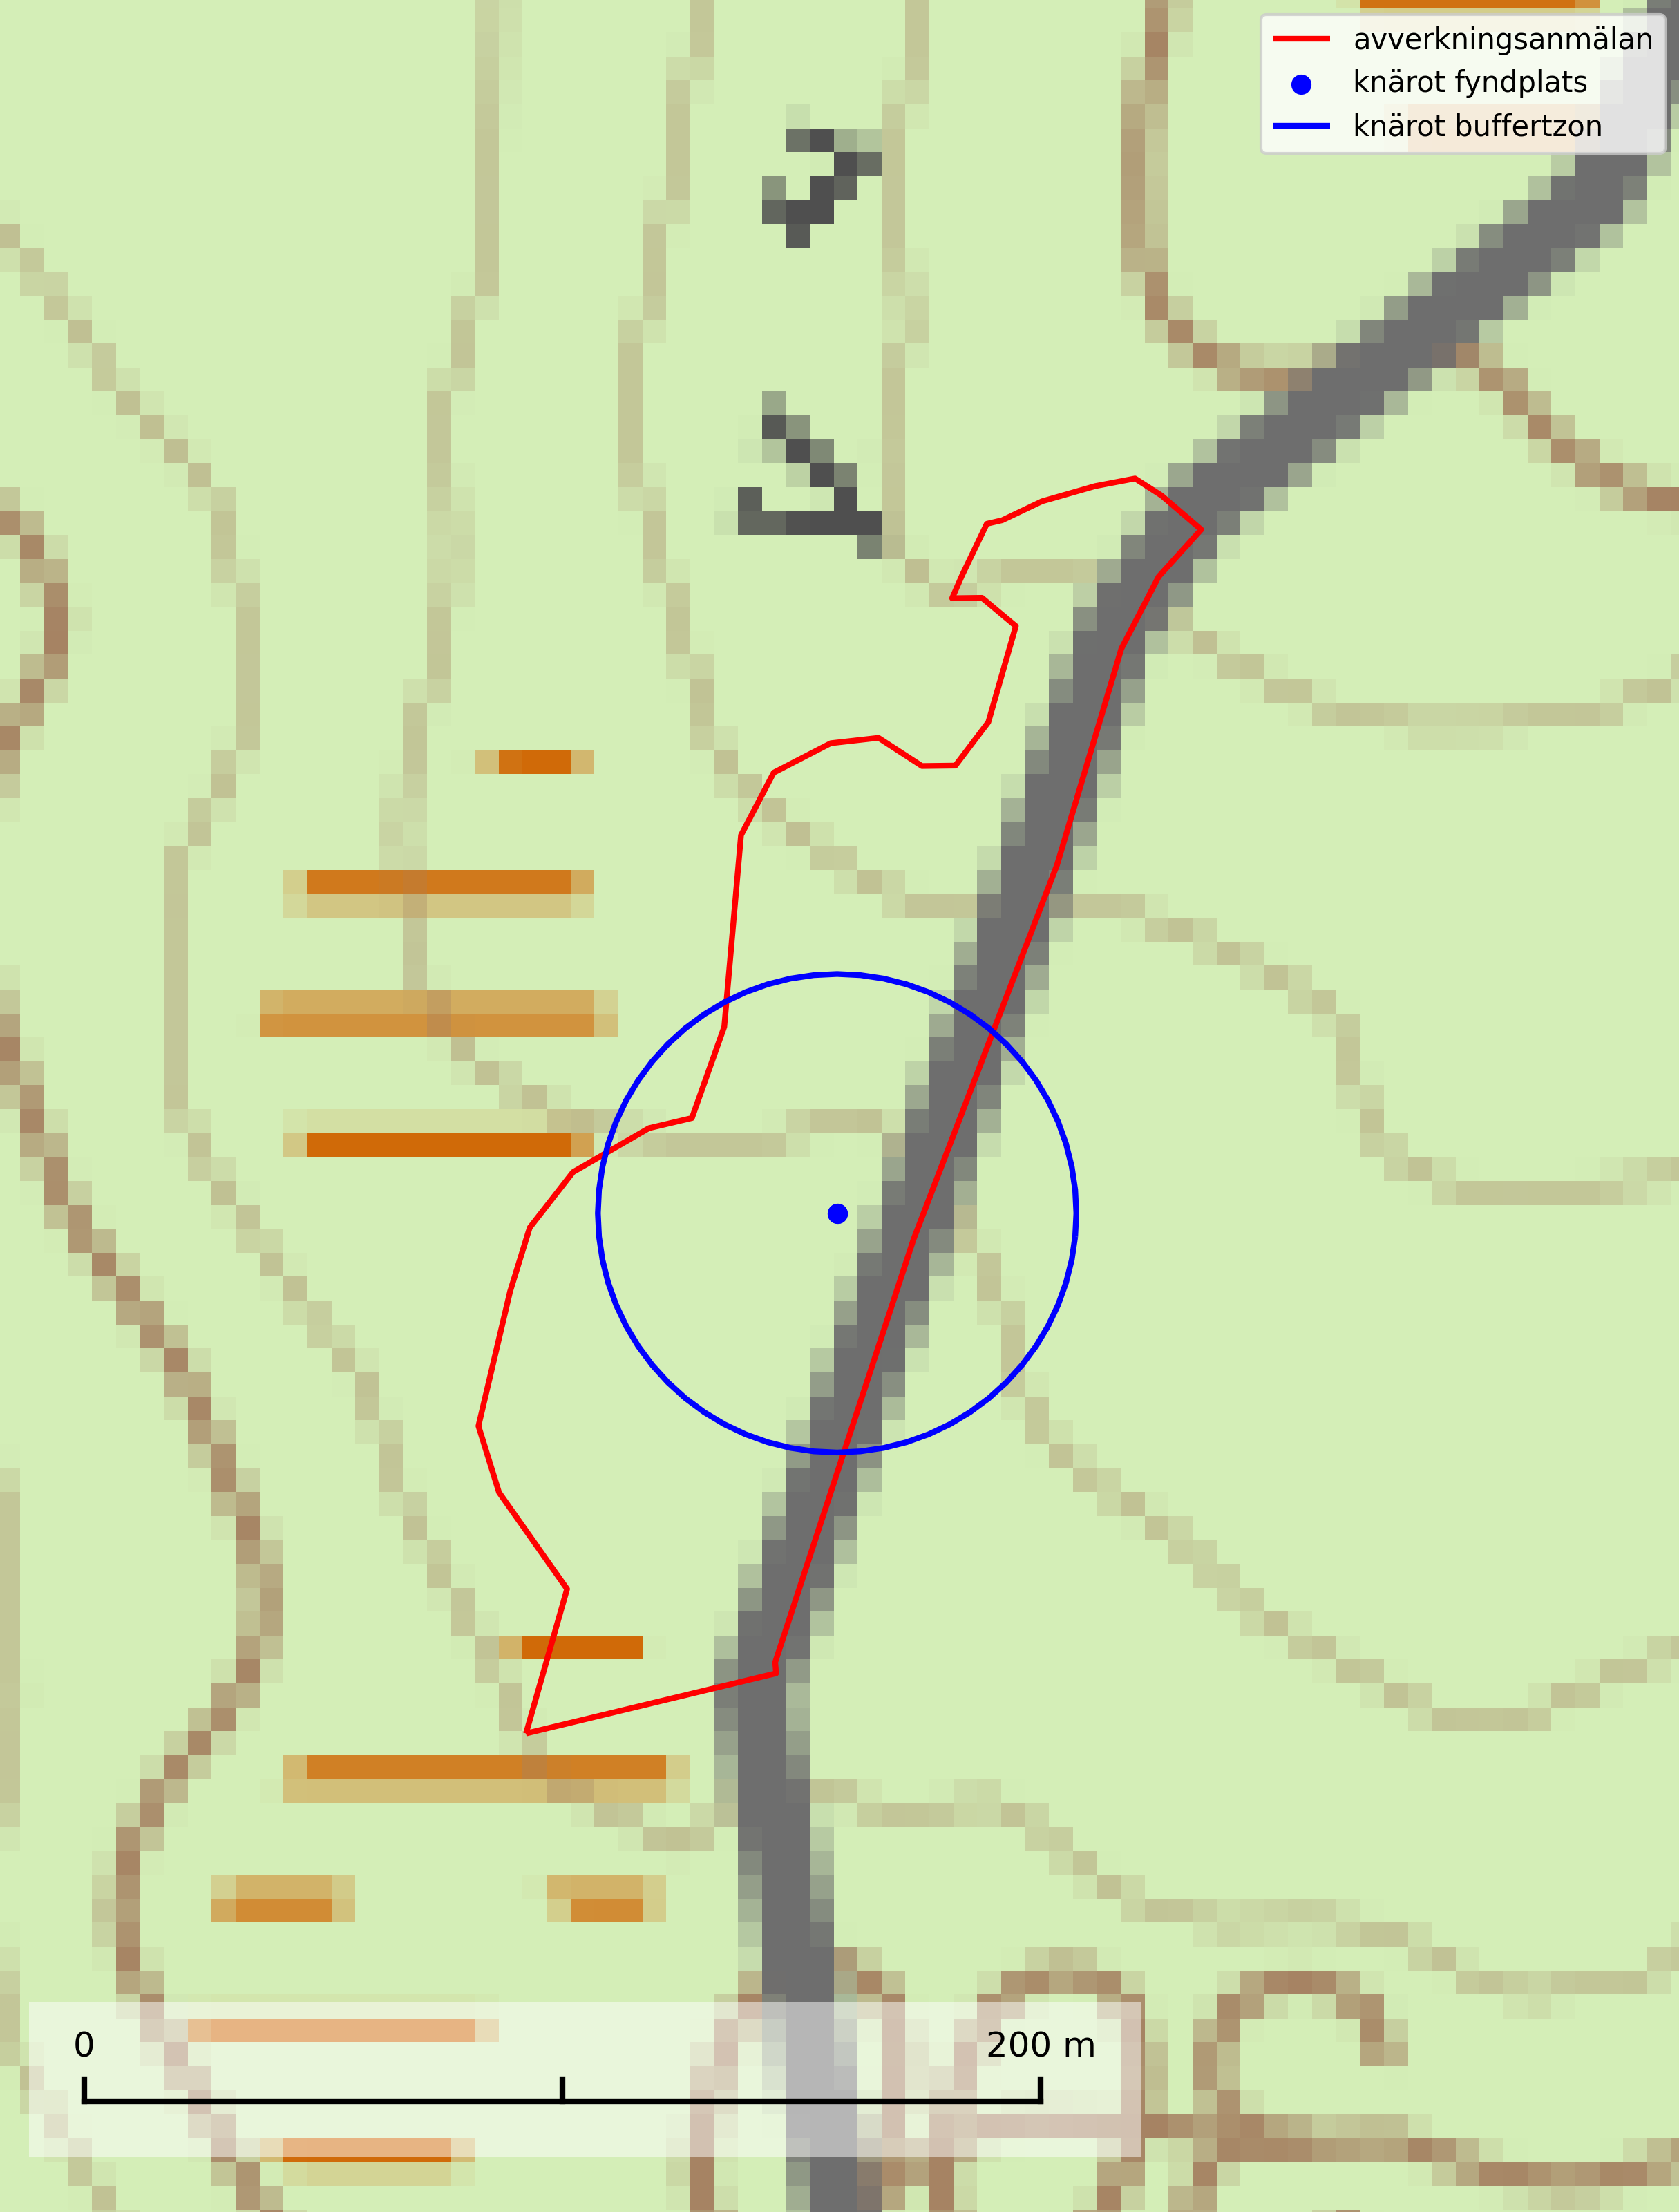 avverkningsanmälan
knärot fyndplats
knärot buffertzon
0
200 m